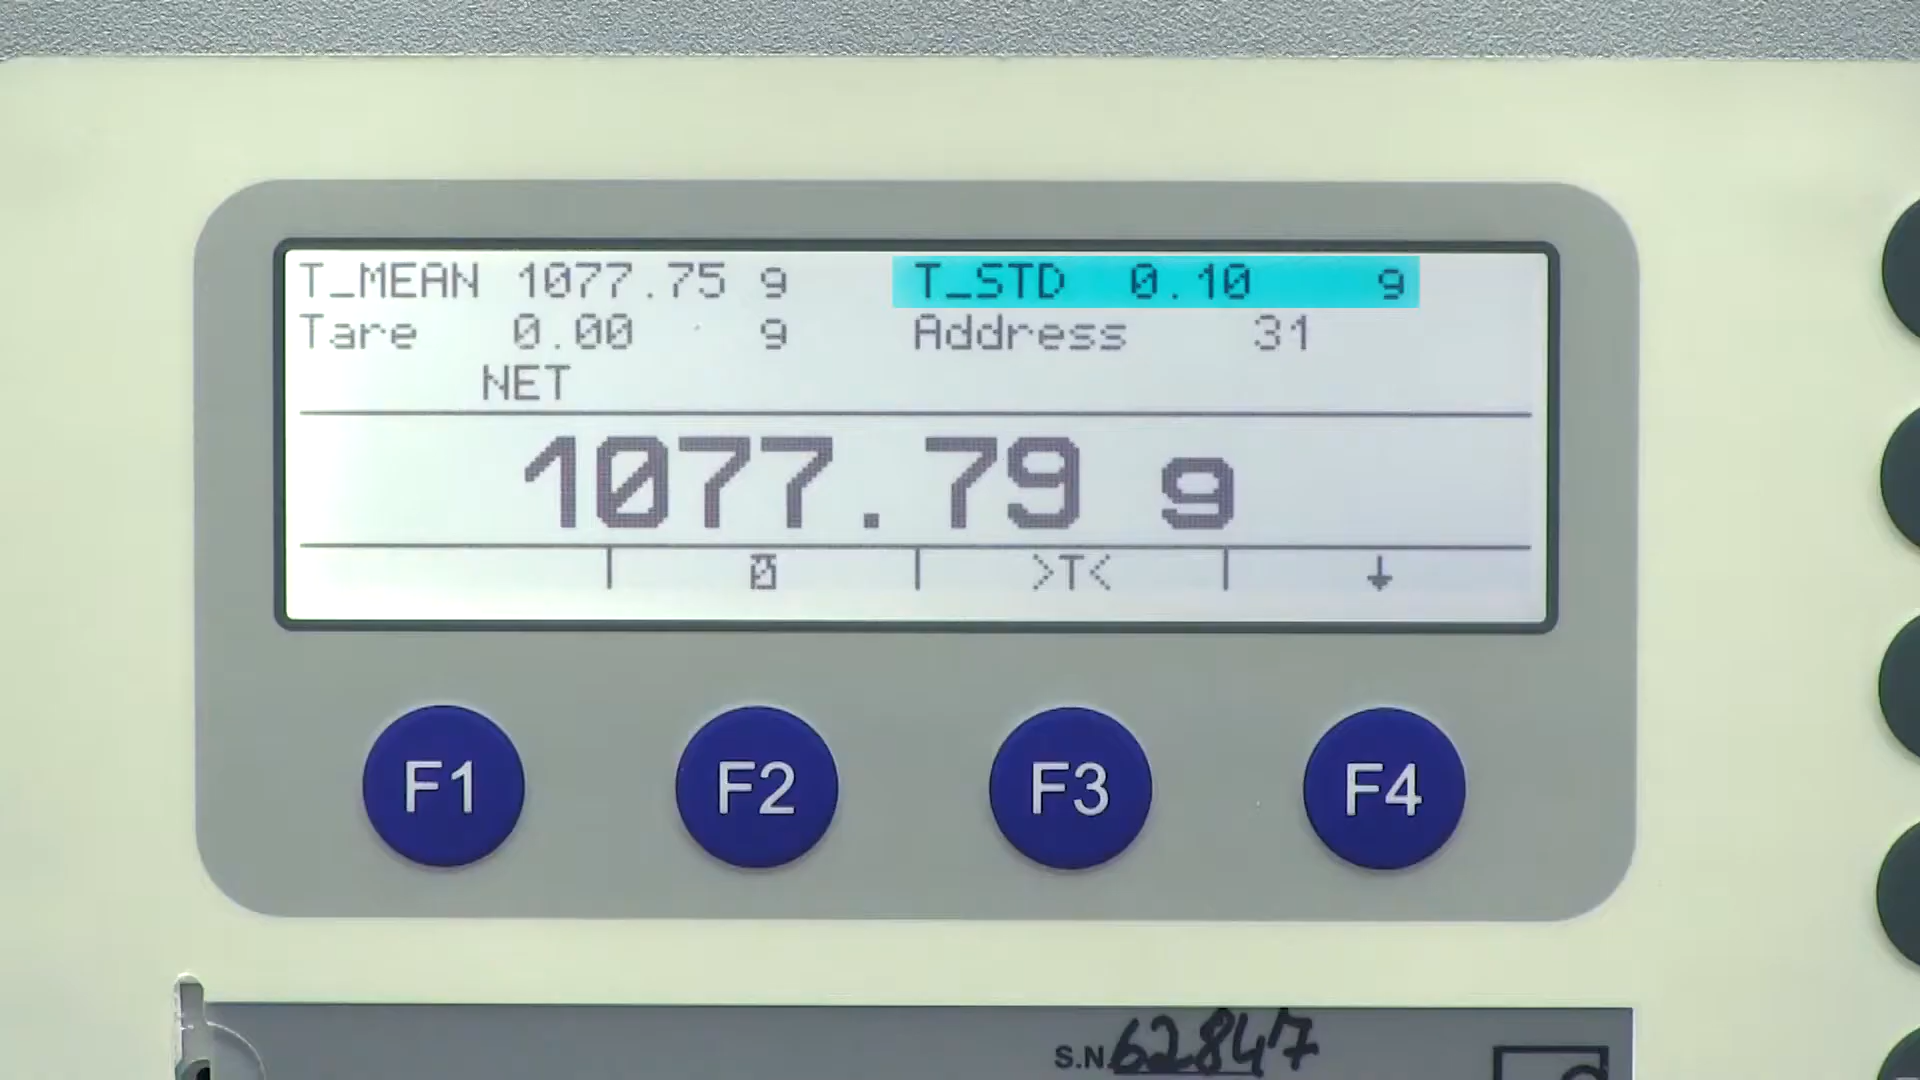 T_MEAN 1077.75 g T_STD 0.10 g
Tare 0.00 g Address 31
NET
1077.79 g
0 >T<
F1 F2 F3 F4
S.N. 62847